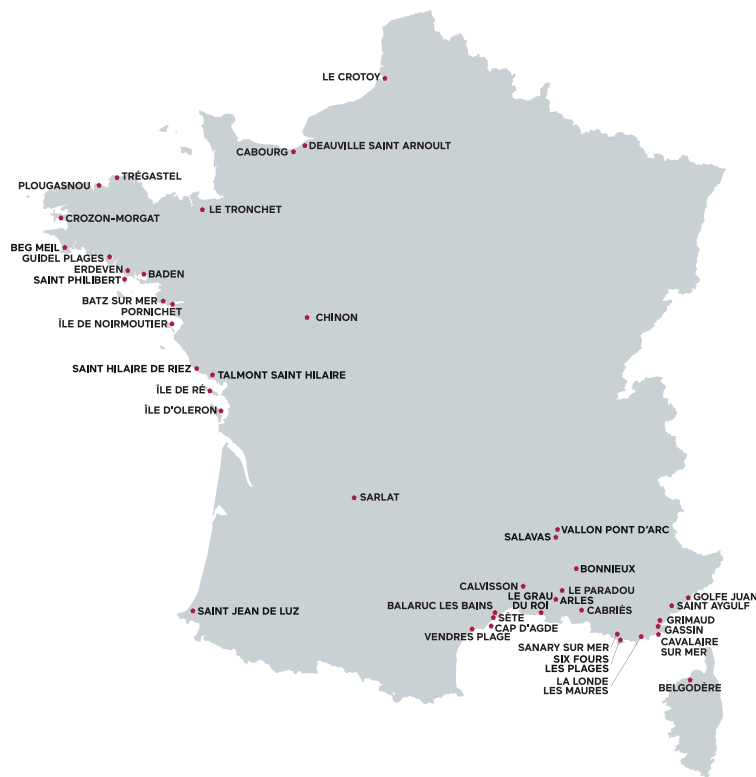 LE CROTOY
DEAUVILLE SAINT ARNOULT
CABOURG
TRÉGASTEL
PLOUGASNOU
LE TRONCHET
CROZON-MORGAT
BEG MEIL
GUIDEL PLAGES
ERDEVEN
BADEN
SAINT PHILIBERT
BATZ SUR MER
PORNICHET
CHINON
ÎLE DE NOIRMOUTIER
SAINT HILAIRE DE RIEZ
TALMONT SAINT HILAIRE
ÎLE DE RÉ
ÎLE D'OLERON
SARLAT
VALLON PONT D'ARC
SALAVAS
BONNIEUX
CALVISSON
LE PARADOU
LE GRAU
DU ROI
ARLES
GOLFE JUAN
SAINT AYGULF
BALARUC LES BAINS
CABRIÈS
SAINT JEAN DE LUZ
SÈTE
GRIMAUD
CAP D'AGDE
GASSIN
VENDRES PLAGE
CAVALAIRE
SUR MER
SANARY SUR MER
SIX FOURS
LES PLAGES
LA LONDE
LES MAURES
BELGODÈRE